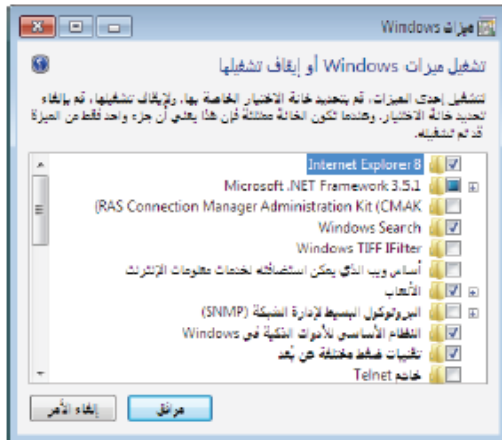 ميزات Windows
تشغيل ميزات Windows أو إيقاف تشغيلها
لتشغيل إحدى الميزات، قم بتحديد خانة الاختيار الخاصة بها. ولإيقاف تشغيلها، قم بإلغاء
تحديد خانة الاختيار. وعندما تكون الخانة ممتلئة فإن هذا يعني أن جزء واحد فقط من الميزة
قد تم تشغيله.
Internet Explorer 8
Microsoft .NET Framework 3.5.1
(RAS Connection Manager Administration Kit (CMAK
Windows Search
Windows TIFF IFilter
أساس ويب الذي يمكن استضافته لخدمات معلومات الإنترنت
الألعاب
البروتوكول البسيط لإدارة الشبكة (SNMP)
النظام الأساسي للأدوات الذكية في Windows
تقنيات ضغط مختلفة عن بُعد
خادم Telnet
موافق
إلغاء الأمر